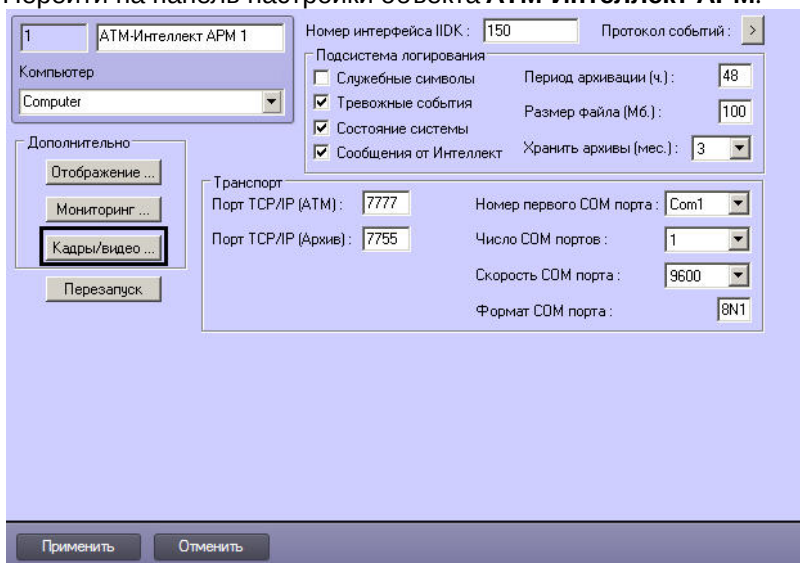 Перейти на панель настройки объекта АТМ-Интеллект АРМ.
1 АТМ-Интеллект АРМ 1
Компьютер
Computer
Номер интерфейса IIDK : 150 Протокол событий : >
Подсистема логирования
Служебные символы Период архивации (ч.) : 48
Тревожные события Размер файла (Мб.) : 100
Состояние системы
Сообщения от Интеллект Хранить архивы (мес.) : 3
Дополнительно
Отображение ...
Мониторинг ...
Кадры/видео ...
Перезапуск
Транспорт
Порт TCP/IP (ATM) : 7777 Номер первого COM порта : Com1
Порт TCP/IP (Архив) : 7755 Число COM портов : 1
Скорость COM порта : 9600
Формат COM порта : 8N1
Применить Отменить